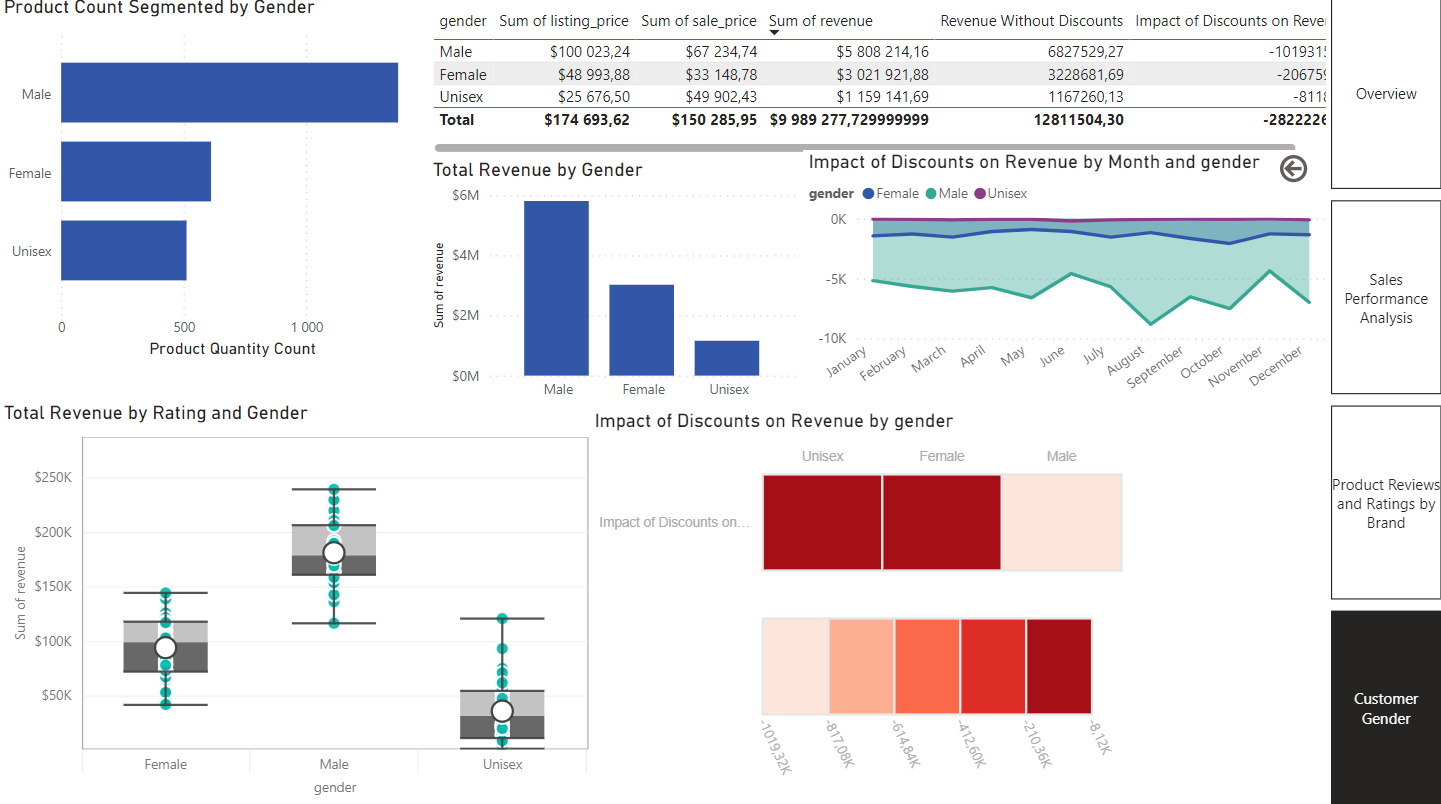 Product Count Segmented by Gender
Male
Female
Unisex
0 500 1 000
Product Quantity Count
gender Sum of listing_price Sum of sale_price Sum of revenue Revenue Without Discounts Impact of Discounts on Reve
Male $100 023,24 $67 234,74 $5 808 214,16 6827529,27 -101931
Female $48 993,88 $33 148,78 $3 021 921,88 3228681,69 -20675
Unisex $25 676,50 $49 902,43 $1 159 141,69 1167260,13 -811
Total $174 693,62 $150 285,95 $9 989 277,729999999 12811504,30 -2822226
Total Revenue by Gender
Sum of revenue
$6M
$4M
$2M
$0M
Male Female Unisex
Impact of Discounts on Revenue by Month and gender
gender Female Male Unisex
0K
-5K
-10K
January February March April May June July August September October November December
Total Revenue by Rating and Gender
Sum of revenue
$250K
$200K
$150K
$100K
$50K
Female Male Unisex
gender
Impact of Discounts on Revenue by gender
Unisex Female Male
Impact of Discounts on...
-1019,32K -817,08K -614,84K -412,60K -210,36K -8,12K
Overview
Sales
Performance
Analysis
Product Reviews
and Ratings by
Brand
Customer
Gender